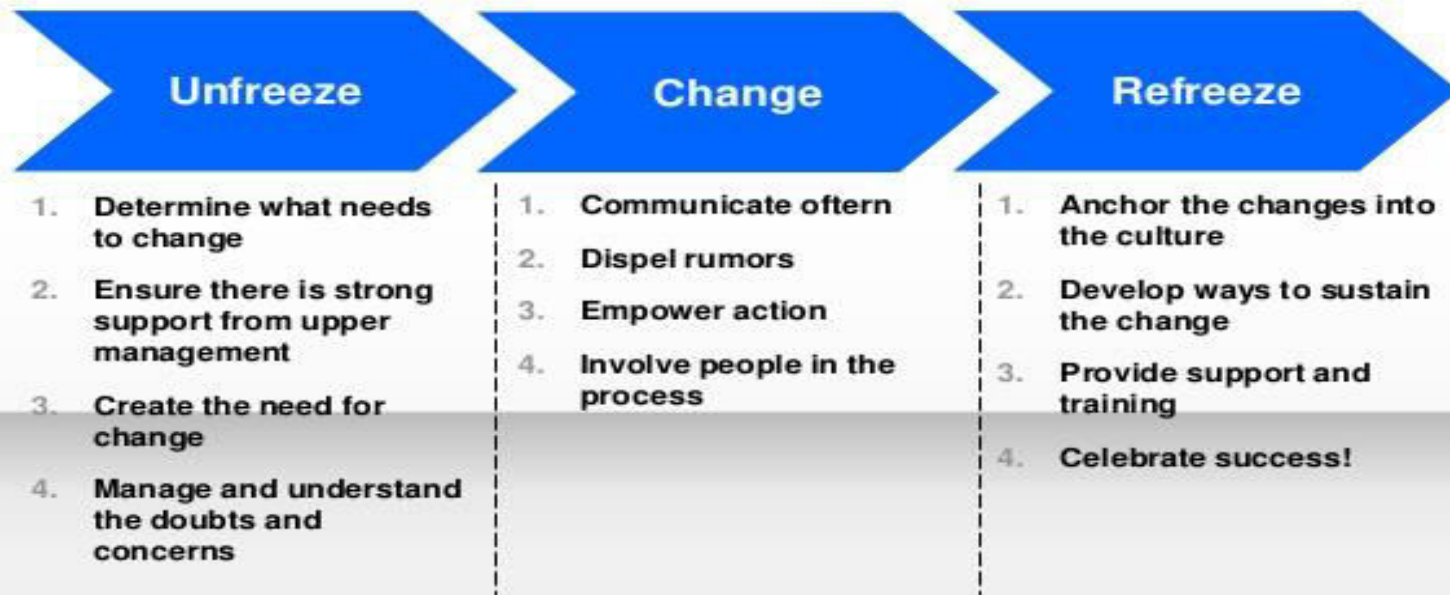 Unfreeze
Change
Refreeze
1. Determine what needs
to change
2. Ensure there is strong
support from upper
management
3. Create the need for
change
4. Manage and understand
the doubts and
concerns
1. Communicate oftern
2. Dispel rumors
3. Empower action
4. Involve people in the
process
1. Anchor the changes into
the culture
2. Develop ways to sustain
the change
3. Provide support and
training
4. Celebrate success!